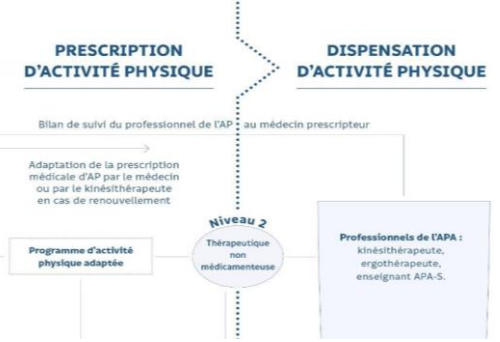 PRESCRIPTION
D'ACTIVITÉ PHYSIQUE
DISPENSATION
D'ACTIVITÉ PHYSIQUE
Bilan de suivi du professionnel de l'AP au médecin prescripteur
Adaptation de la prescription
médicale d'AP par le médecin
ou par le kinésithérapeute
en cas de renouvellement
Niveau 2
Thérapeutique
non
médicamenteuse
Programme d'activité
physique adaptée
Professionnels de l'APA :
kinésithérapeute,
ergothérapeute,
enseignant APA-S.